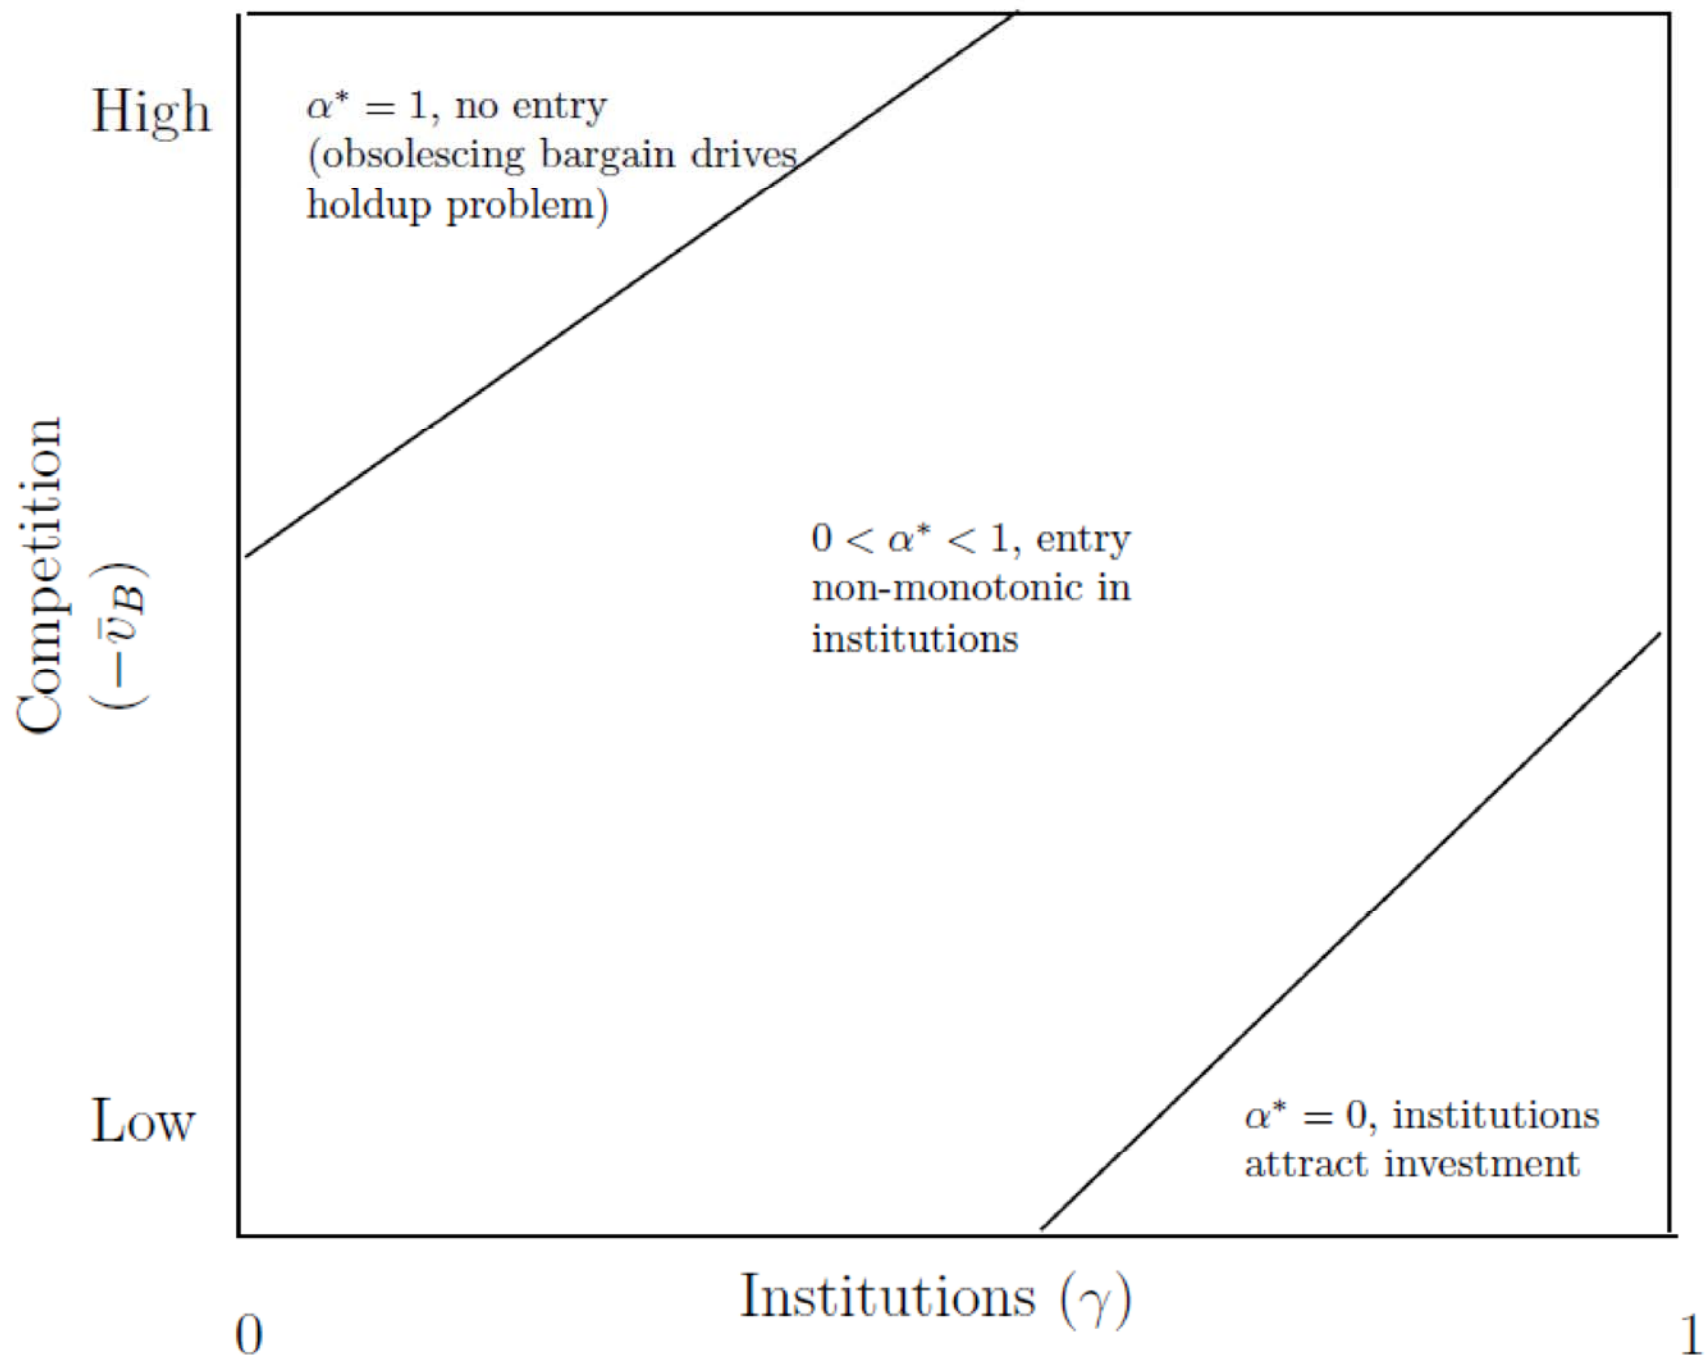 High
α* = 1, no entry
(obsolescing bargain drives
holdup problem)
Competition
(−v̄_B)
0 < α* < 1, entry
non-monotonic in
institutions
Low
α* = 0, institutions
attract investment
Institutions (γ)
0
1